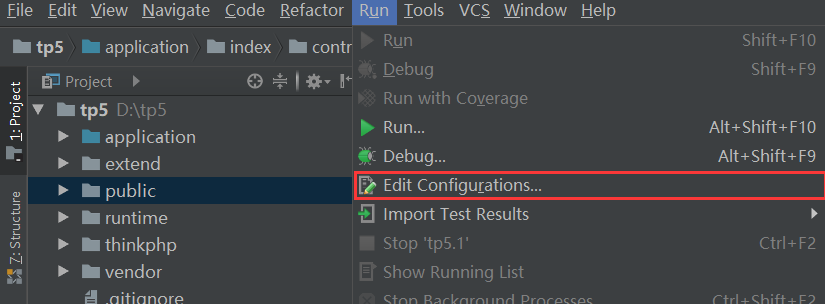 File Edit View Navigate Code Refactor Run Tools VCS Window Help
tp5 application index contr
Project
1: Project
tp5 D:\tp5
application
extend
public
runtime
thinkphp
vendor
.gitignore
Z: Structure
Run Shift+F10
Debug Shift+F9
Run with Coverage
Run... Alt+Shift+F10
Debug... Alt+Shift+F9
Edit Configurations...
Import Test Results
Stop 'tp5.1' Ctrl+F2
Show Running List
Stop Background Processes... Ctrl+Shift+F2